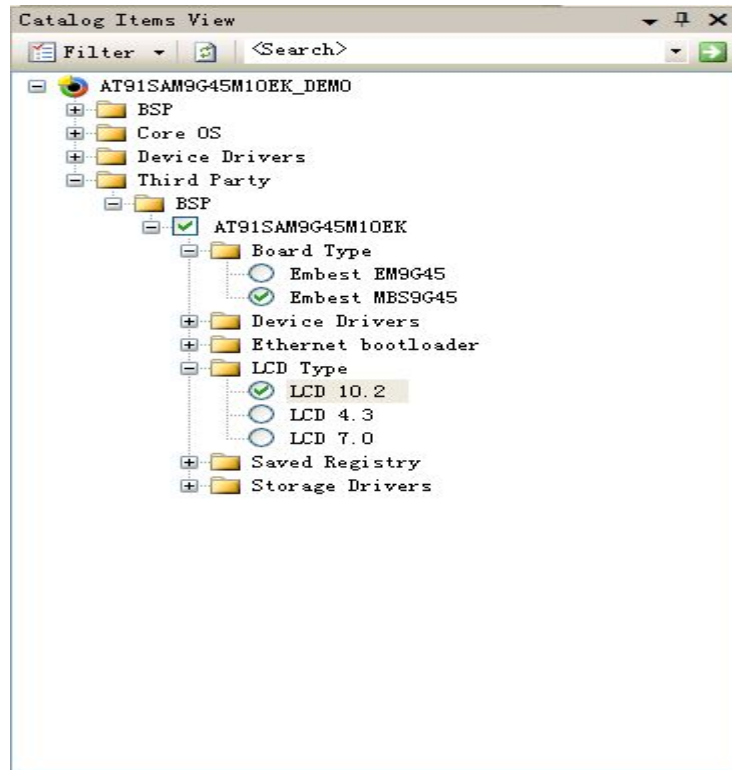 Catalog Items View
Filter <Search>
AT91SAM9G45M10EK_DEMO
BSP
Core OS
Device Drivers
Third Party
BSP
AT91SAM9G45M10EK
Board Type
Embest EM9G45
Embest MBS9G45
Device Drivers
Ethernet bootloader
LCD Type
LCD 10.2
LCD 4.3
LCD 7.0
Saved Registry
Storage Drivers